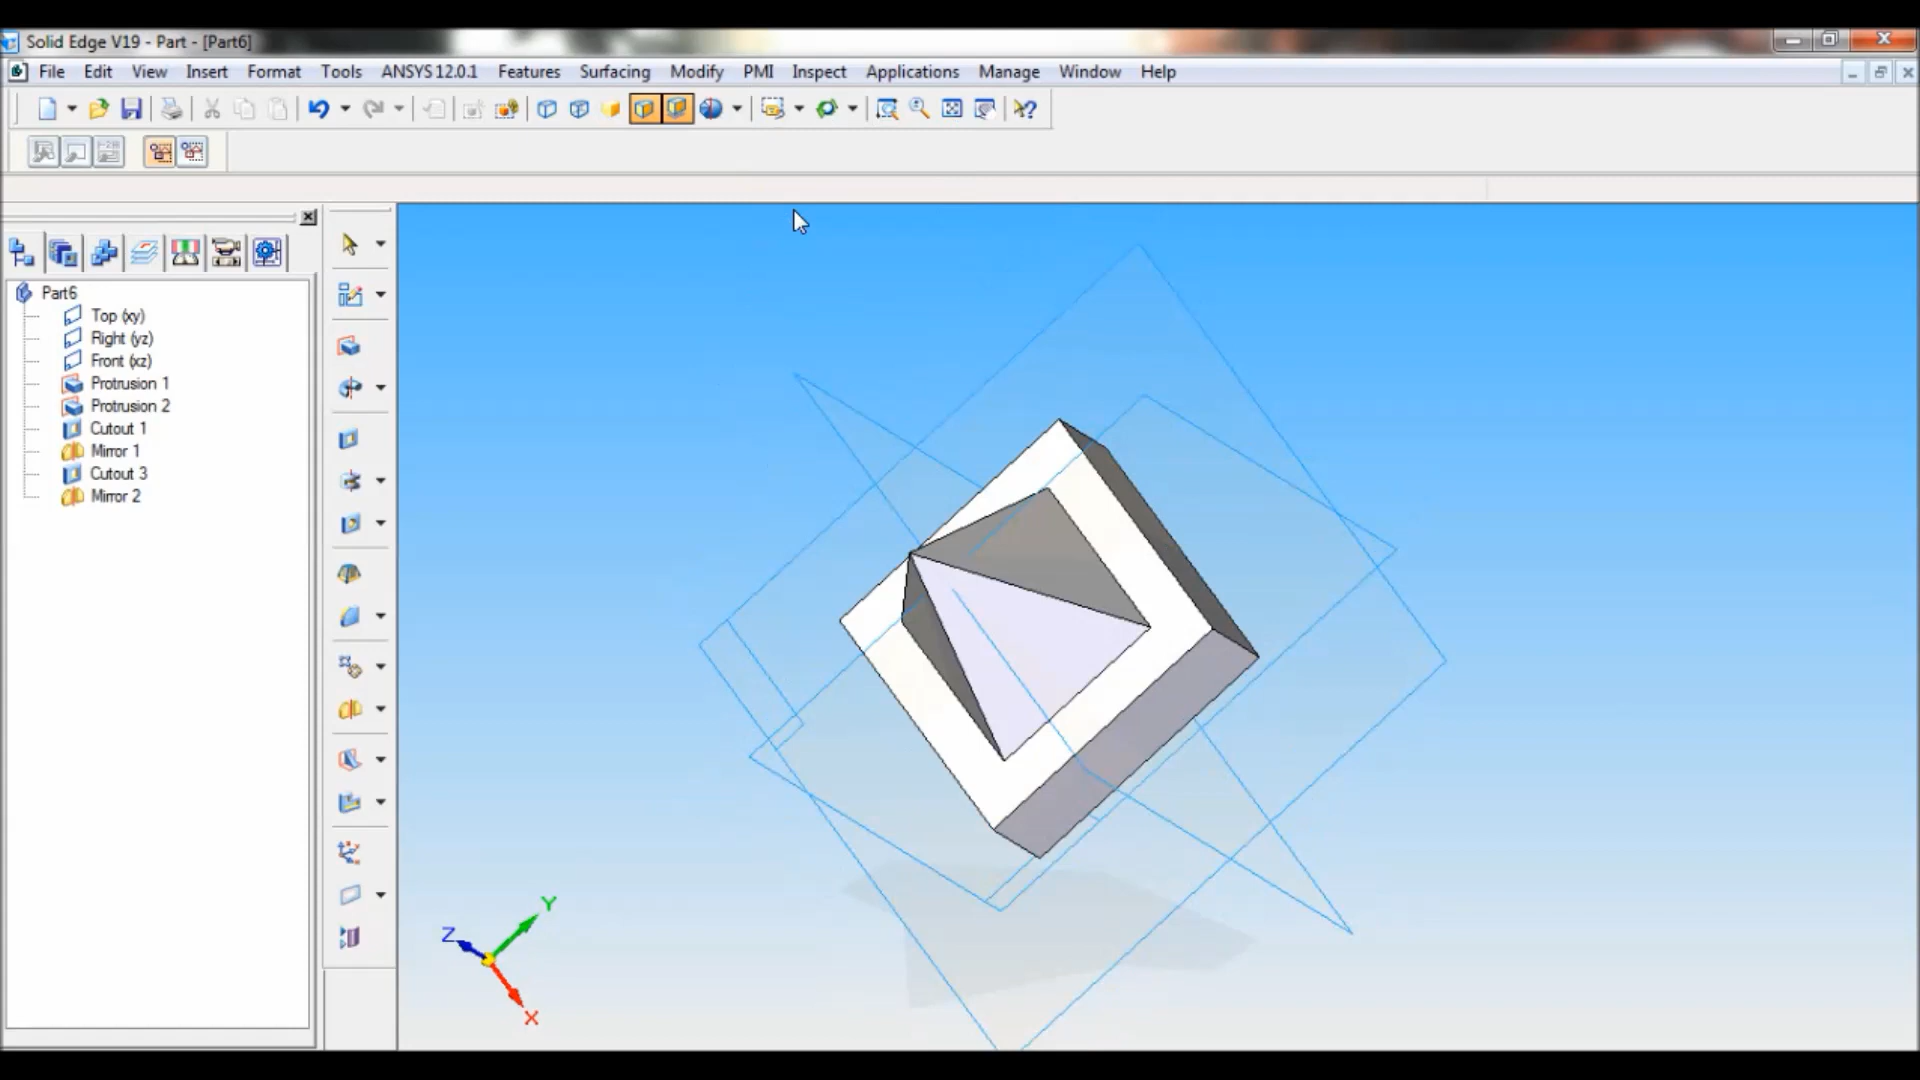 Solid Edge V19 - Part - [Part6]
File Edit View Insert Format Tools ANSYS 12.0.1 Features Surfacing Modify PMI Inspect Applications Manage Window Help
Part6
Top (xy)
Right (yz)
Front (xz)
Protrusion 1
Protrusion 2
Cutout 1
Mirror 1
Cutout 3
Mirror 2
Y
Z
X